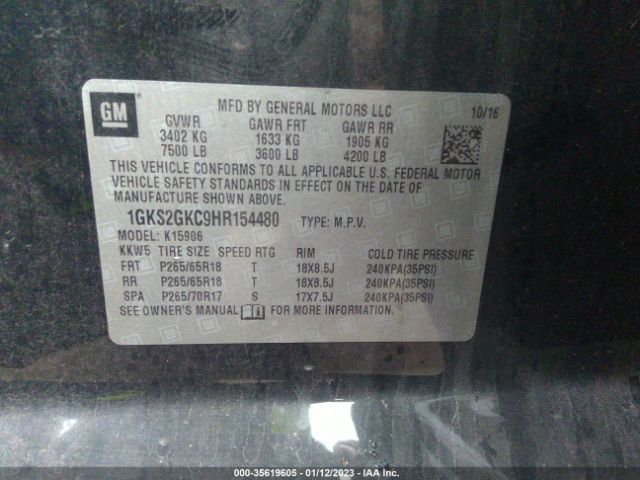 GM
MFD BY GENERAL MOTORS LLC 10/16
GVWR GAWR FRT GAWR RR
3402 KG 1633 KG 1905 KG
7500 LB 3600 LB 4200 LB
THIS VEHICLE CONFORMS TO ALL APPLICABLE U.S. FEDERAL MOTOR
VEHICLE SAFETY STANDARDS IN EFFECT ON THE DATE OF
MANUFACTURE SHOWN ABOVE.
1GKS2GKC9HR154480 TYPE: M.P.V.
MODEL: K15906
KKW5 TIRE SIZE SPEED RTG RIM COLD TIRE PRESSURE
FRT P265/65R18 T 18X8.5J 240KPA(35PSI)
RR P265/65R18 T 18X8.5J 240KPA(35PSI)
SPA P265/70R17 S 17X7.5J 240KPA(35PSI)
SEE OWNER'S MANUAL FOR MORE INFORMATION.
000-35619605 - 01/12/2023 - IAA Inc.